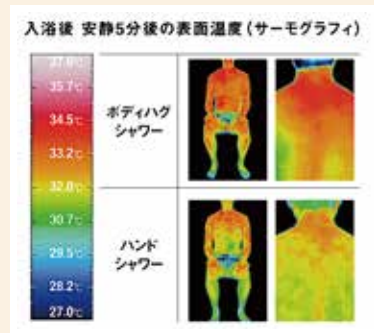 入浴後 安静5分後の表面温度(サーモグラフィ)
37.0℃
35.7℃
34.5℃
33.2℃
32.0℃
30.7℃
29.5℃
28.2℃
27.0℃
ボディハグ
シャワー
ハンド
シャワー